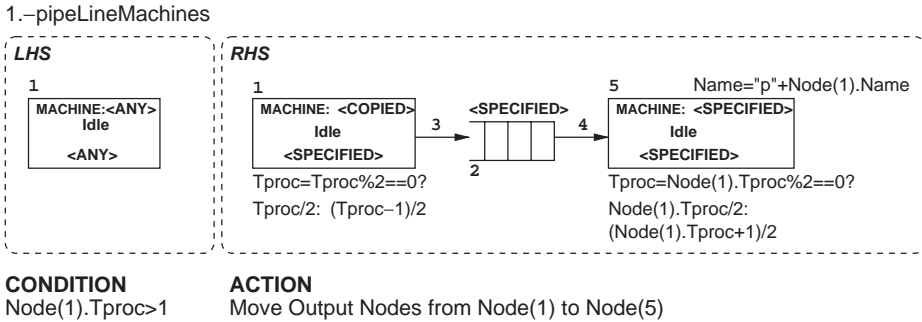 1.−pipeLineMachines
LHS
RHS
1
MACHINE:<ANY>
Idle
<ANY>
1
MACHINE: <COPIED>
Idle
<SPECIFIED>
Tproc=Tproc%2==0?
Tproc/2: (Tproc−1)/2
3
<SPECIFIED>
2
4
5
Name="p"+Node(1).Name
MACHINE: <SPECIFIED>
Idle
<SPECIFIED>
Tproc=Node(1).Tproc%2==0?
Node(1).Tproc/2:
(Node(1).Tproc+1)/2
CONDITION
Node(1).Tproc>1
ACTION
Move Output Nodes from Node(1) to Node(5)